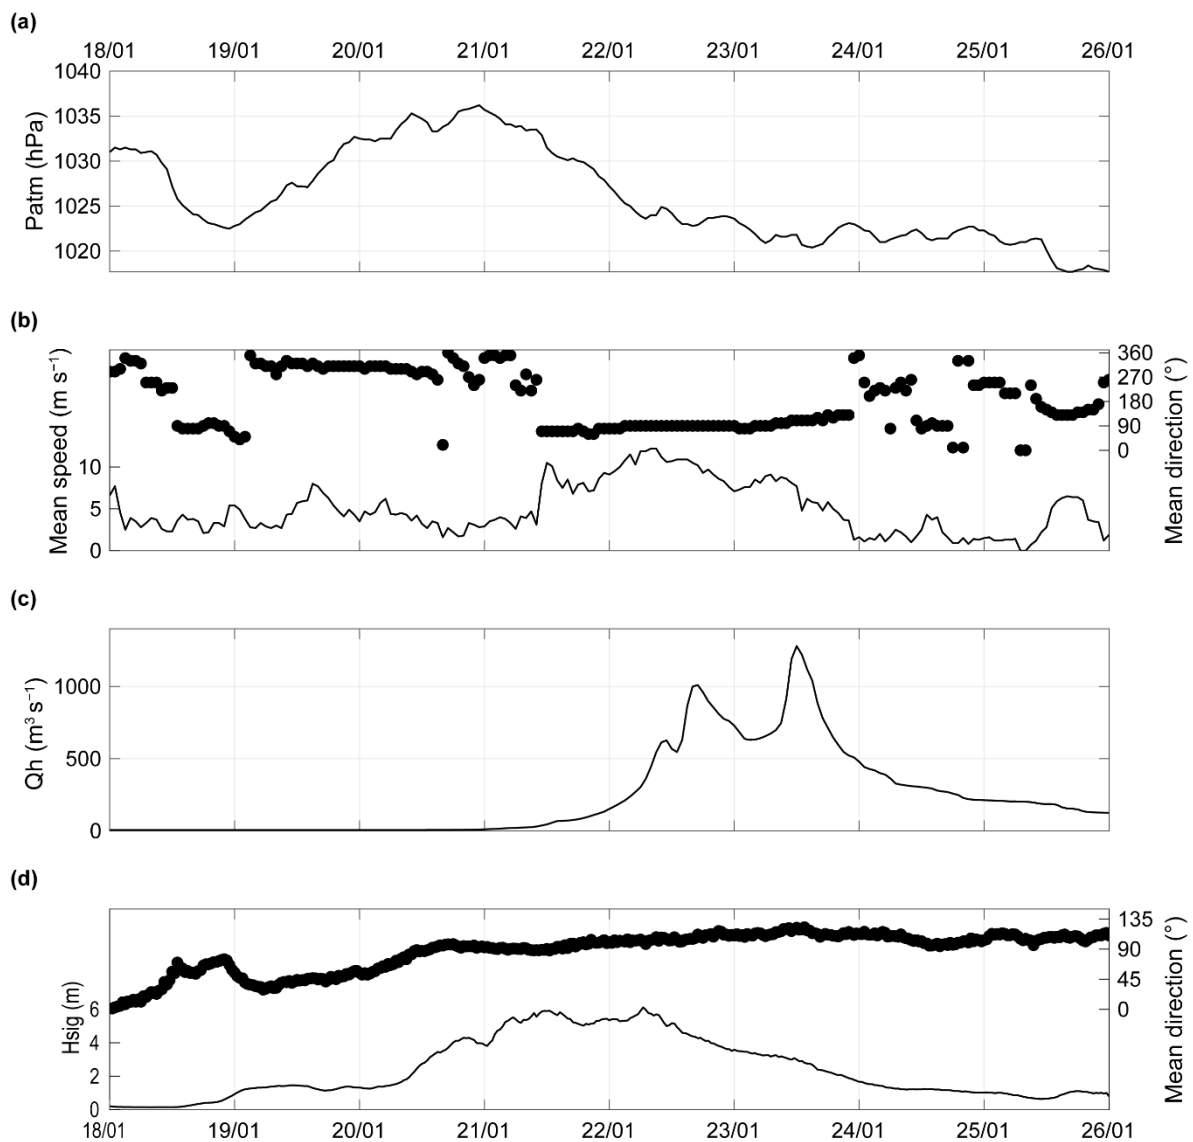 (a)
18/01 19/01 20/01 21/01 22/01 23/01 24/01 25/01 26/01
1040
1035
1030
1025
1020
Patm (hPa)
(b)
Mean speed (m s⁻¹)
10
5
0
360
270
180
90
0
Mean direction (°)
(c)
Qh (m³ s⁻¹)
1000
500
0
(d)
Hsig (m)
6
4
2
0
135
90
45
0
Mean direction (°)
18/01 19/01 20/01 21/01 22/01 23/01 24/01 25/01 26/01